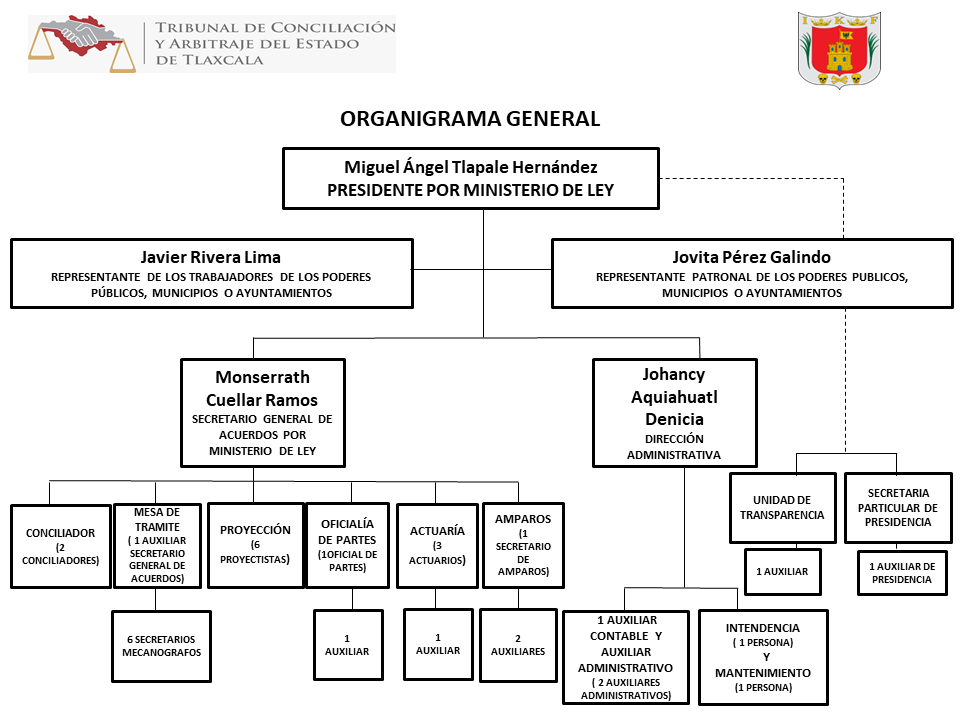 TRIBUNAL DE CONCILIACIÓN
Y ARBITRAJE DEL ESTADO
DE TLAXCALA
I K F
ORGANIGRAMA GENERAL
Miguel Ángel Tlapale Hernández
PRESIDENTE POR MINISTERIO DE LEY
Javier Rivera Lima
REPRESENTANTE DE LOS TRABAJADORES DE LOS PODERES
PÚBLICOS, MUNICIPIOS O AYUNTAMIENTOS
Jovita Pérez Galindo
REPRESENTANTE PATRONAL DE LOS PODERES PUBLICOS,
MUNICIPIOS O AYUNTAMIENTOS
Monserrath
Cuellar Ramos
SECRETARIO GENERAL DE
ACUERDOS POR
MINISTERIO DE LEY
Johancy
Aquiahuatl
Denicia
DIRECCIÓN
ADMINISTRATIVA
UNIDAD DE
TRANSPARENCIA
SECRETARIA
PARTICULAR DE
PRESIDENCIA
1 AUXILIAR
1 AUXILIAR DE
PRESIDENCIA
CONCILIADOR
(2
CONCILIADORES)
MESA DE
TRAMITE
( 1 AUXILIAR
SECRETARIO
GENERAL DE
ACUERDOS)
PROYECCIÓN
(6
PROYECTISTAS)
OFICIALÍA
DE PARTES
(1OFICIAL DE
PARTES)
ACTUARÍA
(3
ACTUARIOS)
AMPAROS
(1
SECRETARIO
DE
AMPAROS)
6 SECRETARIOS
MECANOGRAFOS
1
AUXILIAR
1
AUXILIAR
2
AUXILIARES
1 AUXILIAR
CONTABLE Y
AUXILIAR
ADMINISTRATIVO
( 2 AUXILIARES
ADMINISTRATIVOS)
INTENDENCIA
( 1 PERSONA)
Y
MANTENIMIENTO
(1 PERSONA)